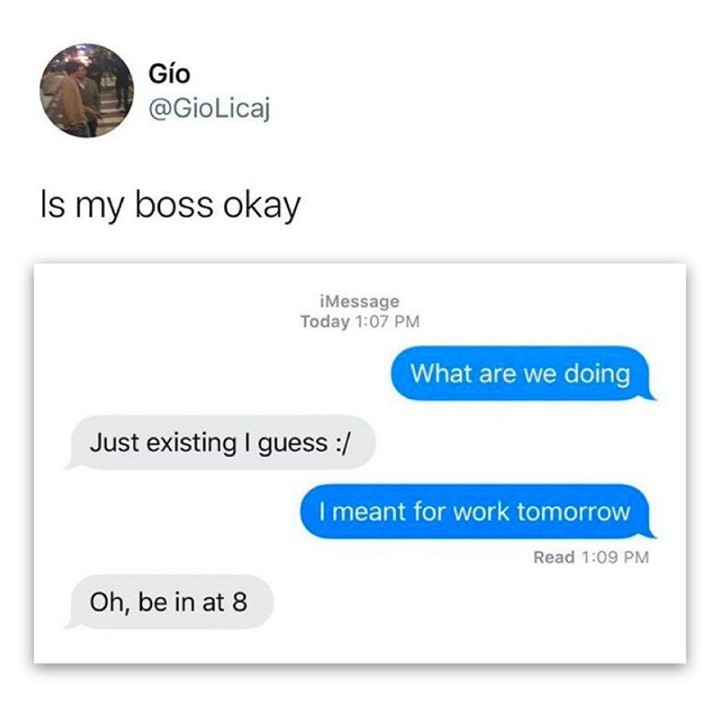 Gío
@GioLicaj
Is my boss okay
iMessage
Today 1:07 PM
What are we doing
Just existing I guess :/
I meant for work tomorrow
Read 1:09 PM
Oh, be in at 8